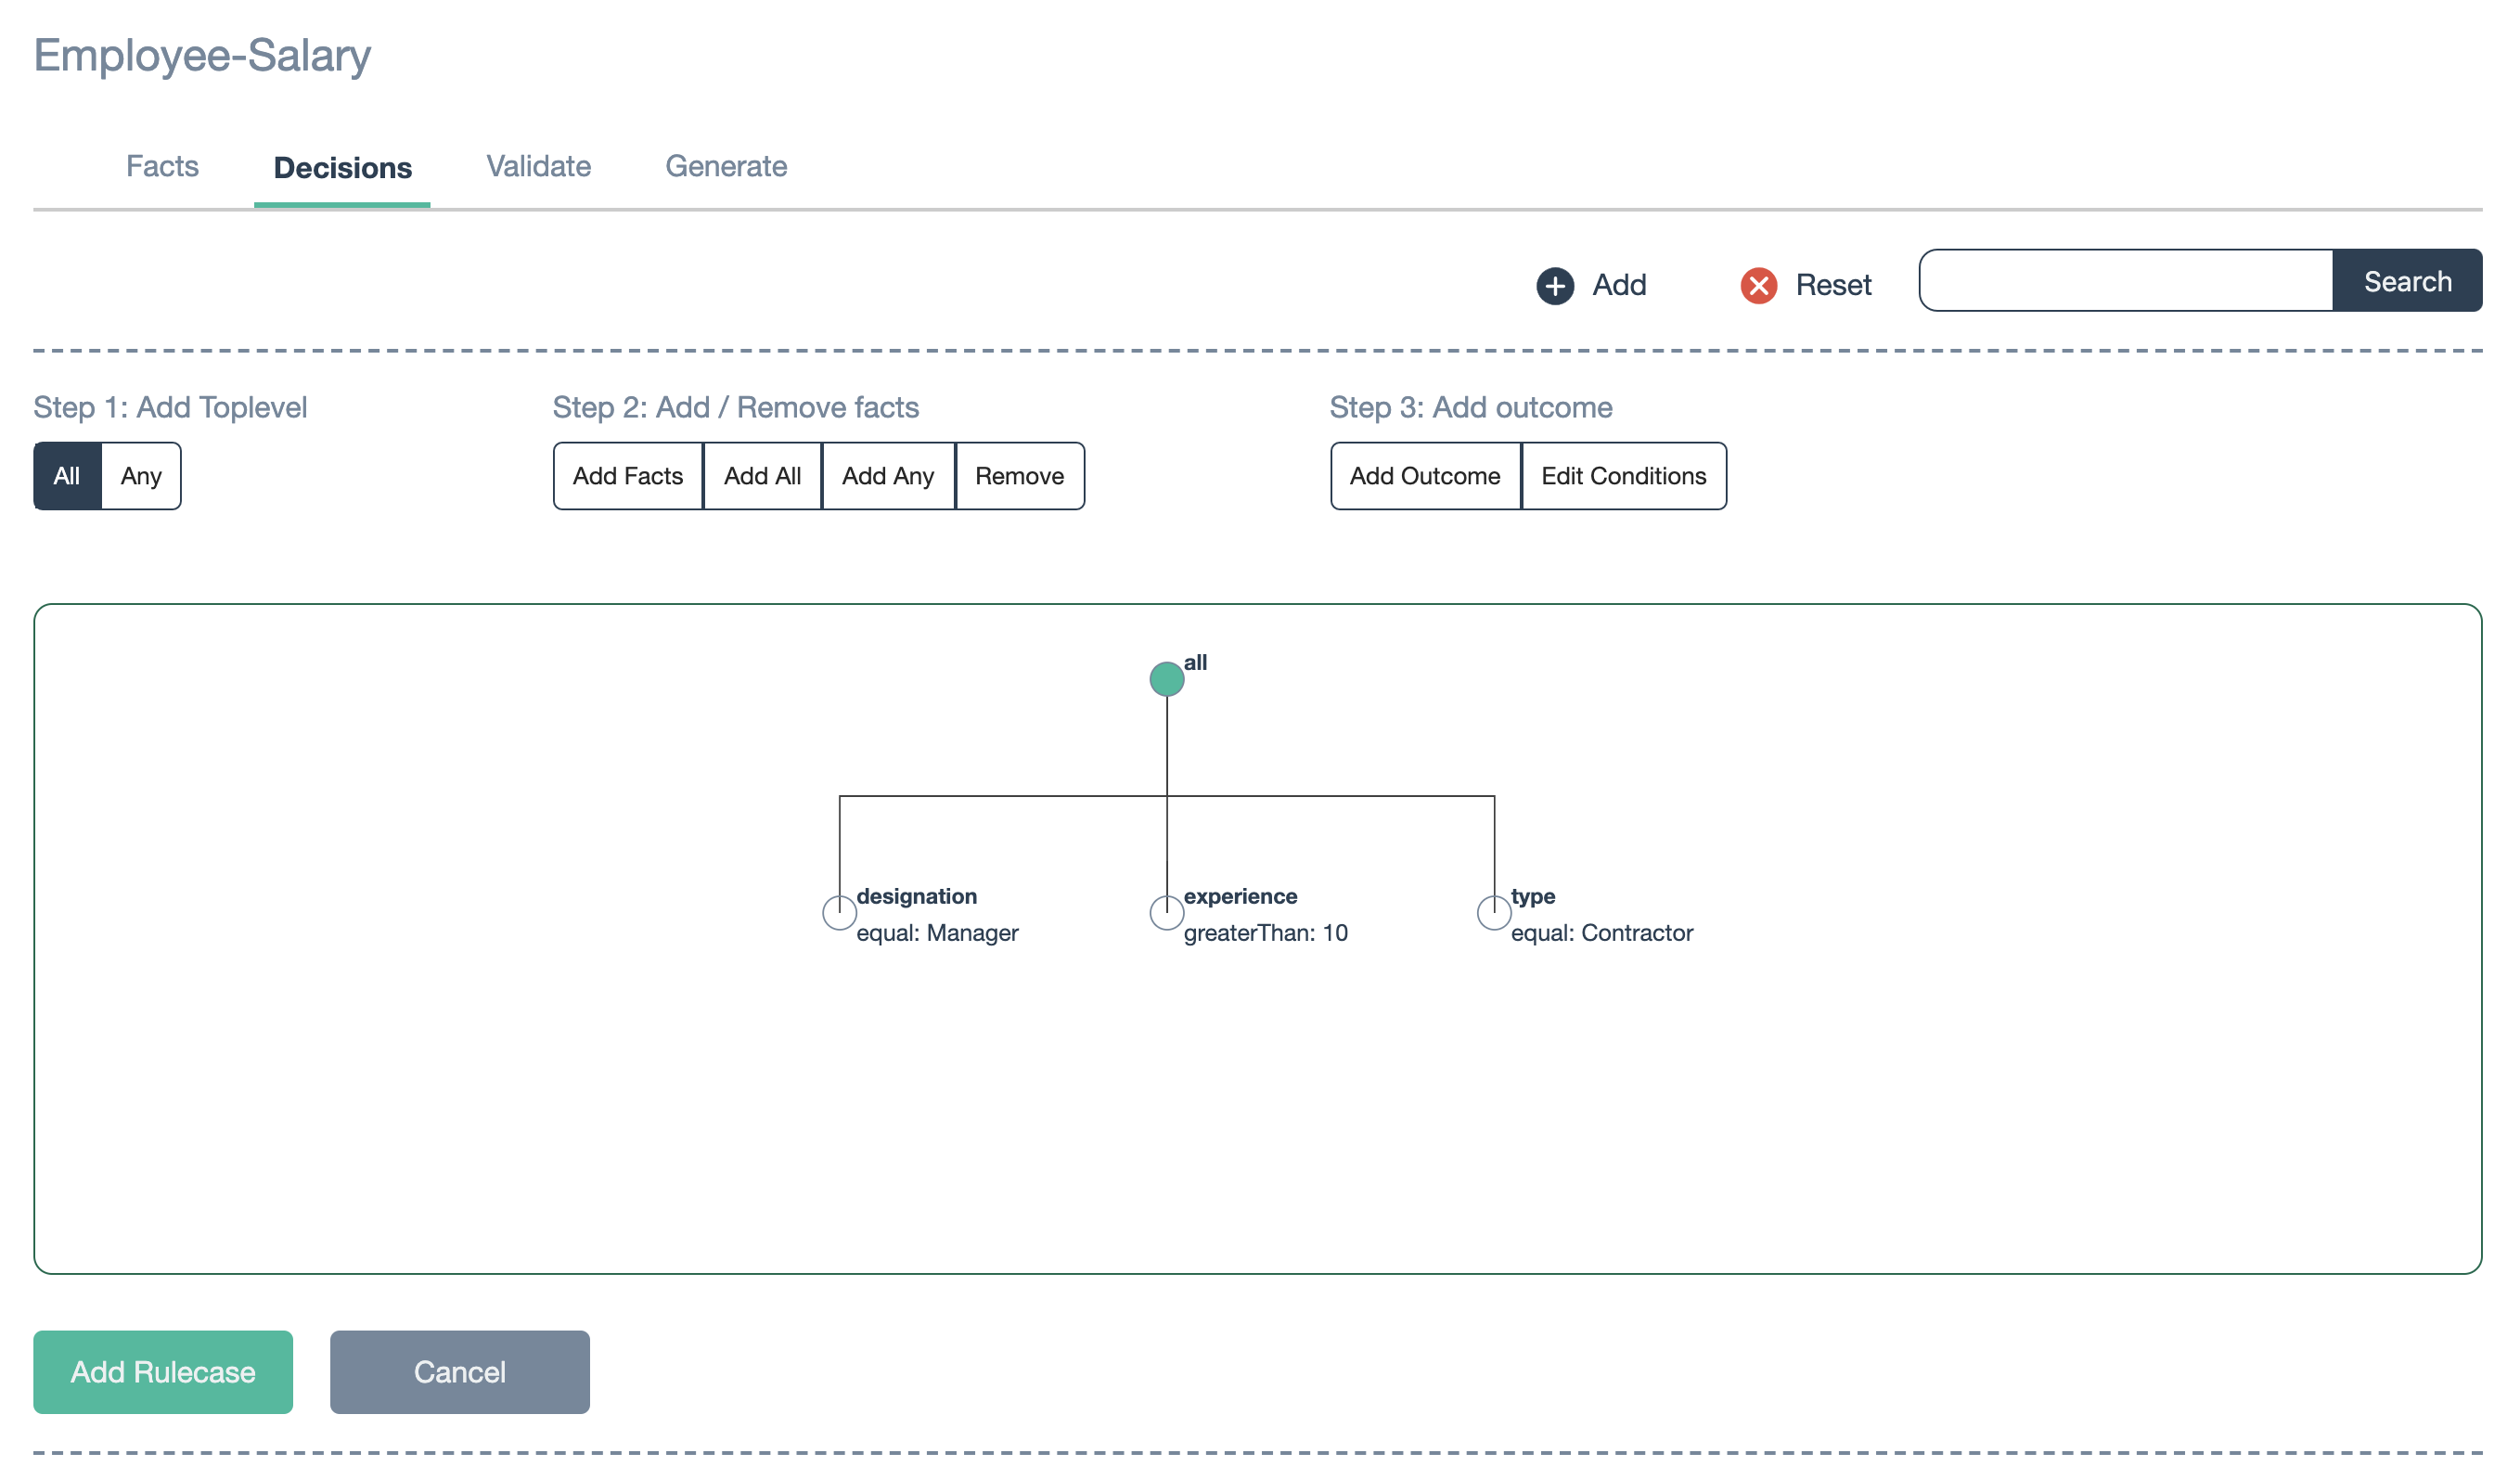 Employee-Salary
Facts Decisions Validate Generate
Add Reset Search
Step 1: Add Toplevel Step 2: Add / Remove facts Step 3: Add outcome
All Any Add Facts Add All Add Any Remove Add Outcome Edit Conditions
all
designation experience type
equal: Manager greaterThan: 10 equal: Contractor
Add Rulecase Cancel